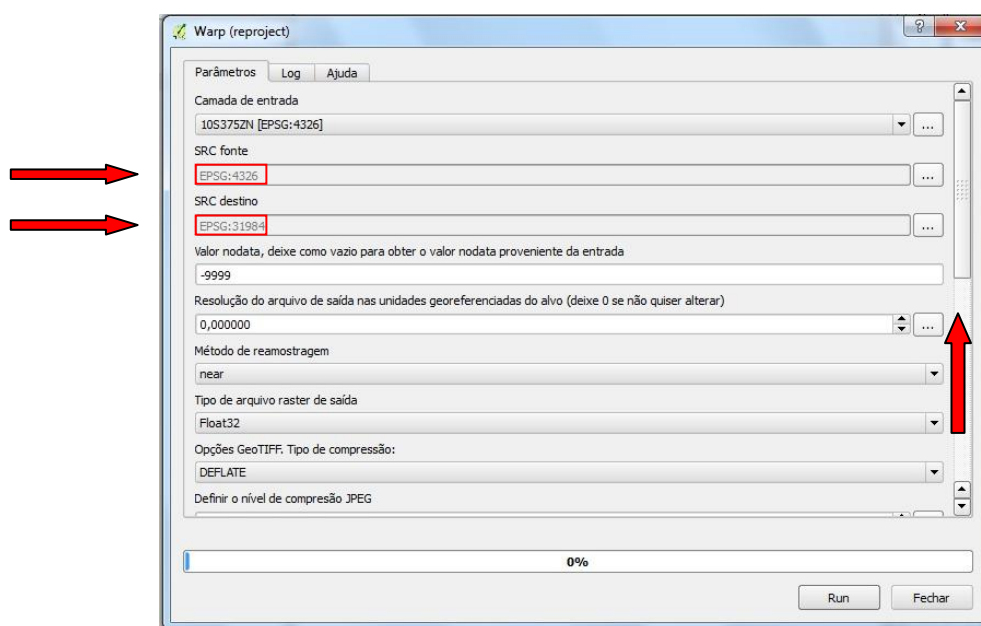 Warp (reproject)
Parâmetros Log Ajuda
Camada de entrada
10S375ZN [EPSG:4326]
...
SRC fonte
EPSG:4326
...
SRC destino
EPSG:31984
...
Valor nodata, deixe como vazio para obter o valor nodata proveniente da entrada
-9999
Resolução do arquivo de saída nas unidades georeferenciadas do alvo (deixe 0 se não quiser alterar)
0,000000
...
Método de reamostragem
near
Tipo de arquivo raster de saída
Float32
Opções GeoTIFF. Tipo de compressão:
DEFLATE
Definir o nível de compresão JPEG
0%
Run Fechar